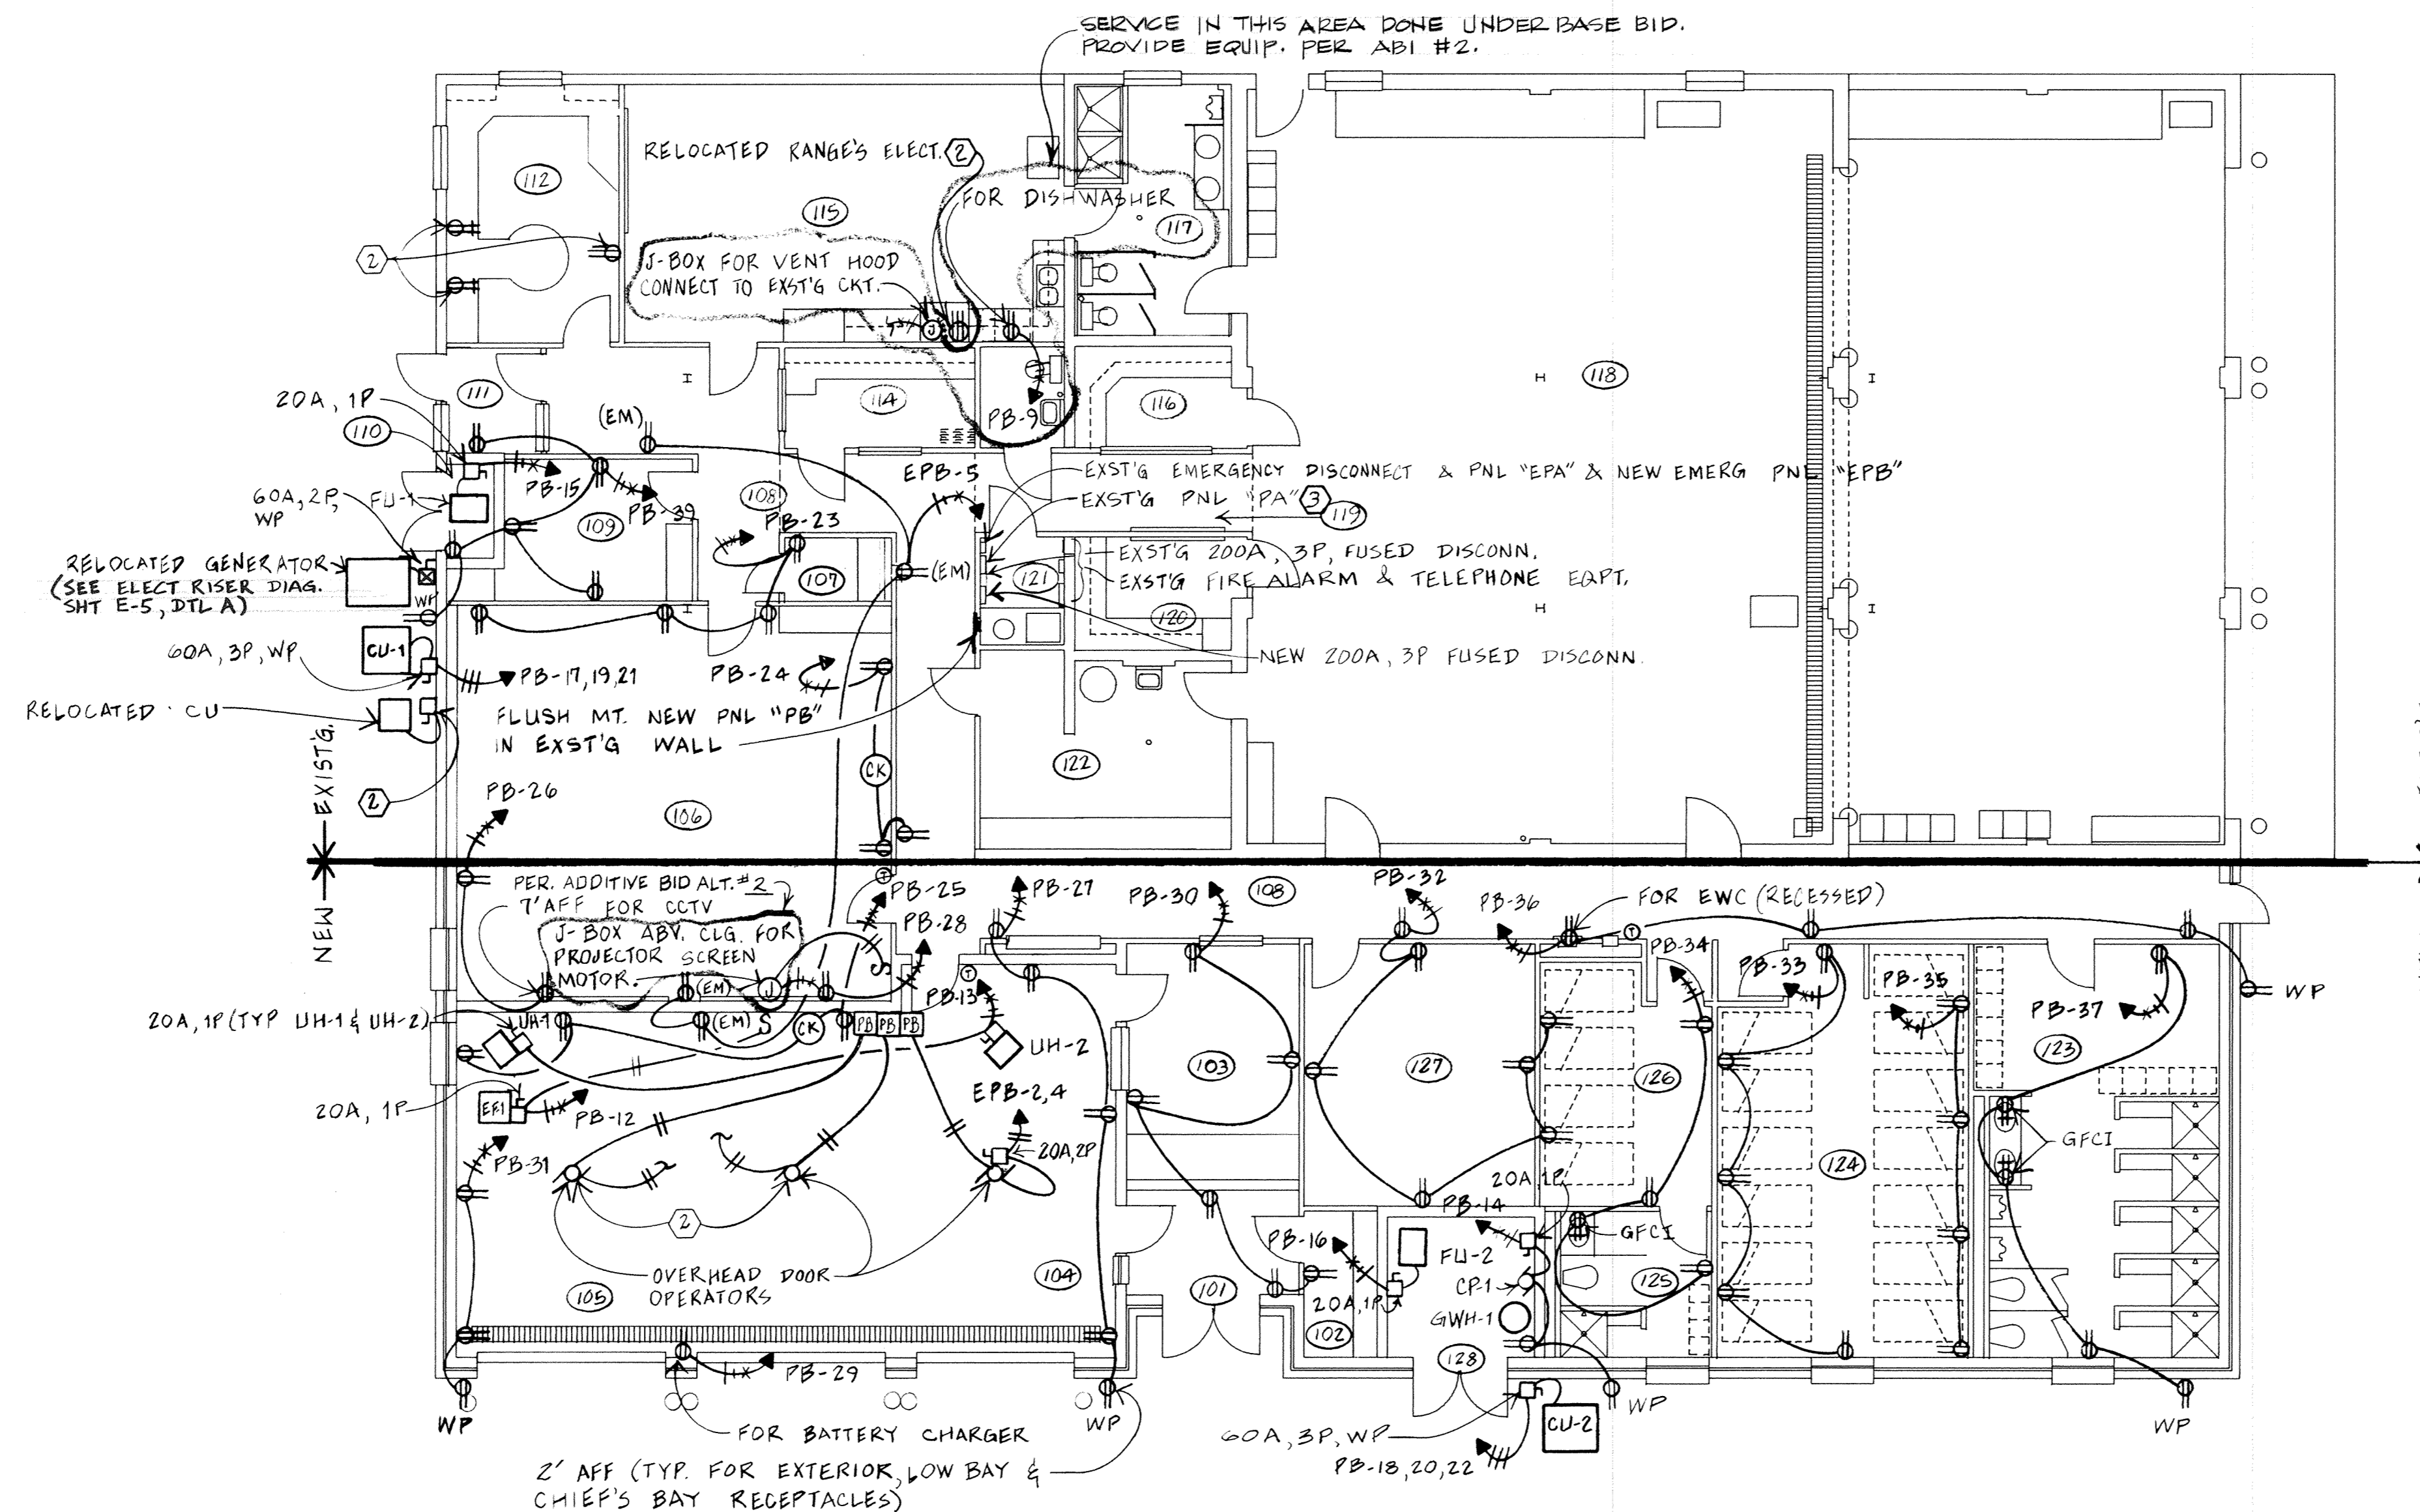 SERVICE IN THIS AREA DONE UNDER BASE BID.
PROVIDE EQUIP. PER ABI #2.
RELOCATED RANGE'S ELECT. 2
FOR DISHWASHER
112
115
117
2
J-BOX FOR VENT HOOD
CONNECT TO EXST'G CKT.
J
111
20A, 1P
110
(EM)
114
PB-9
116
118
I
H
I
EPB-5
EXST'G EMERGENCY DISCONNECT & PNL "EPA" & NEW EMERG PNL "EPB"
EXST'G PNL "PA" 3
119
PB-15
60A, 2P,
WP
FU-1
PB-39
109
108
PB-23
RELOCATED GENERATOR
(SEE ELECT RISER DIAG.
SHT E-5, DTL A)
WP
107
(EM)
121
EXST'G 200A, 3P, FUSED DISCONN.
EXST'G FIRE ALARM & TELEPHONE EQPT.
120
I
H
I
CU-1
60A, 3P, WP
PB-17,19,21
PB-24
NEW 200A, 3P FUSED DISCONN.
RELOCATED CU
FLUSH MT. NEW PNL "PB"
IN EXST'G WALL
EXIST'G.
NEW
2
CK
122
PB-26
106
PER. ADDITIVE BID ALT. #2
7' AFF FOR CCTV
J-BOX ABV. CLG. FOR
PROJECTOR SCREEN
MOTOR.
(EM)
J
S
T
PB-25
PB-28
PB-27
PB-30
108
PB-32
PB-36
FOR EWC (RECESSED)
T
PB-34
PB-33
PB-35
PB-37
WP
T
PB-13
20A, 1P (TYP UH-1 & UH-2)
UH-1
(EM)
S
CK
PB PB PB
UH-2
103
127
126
123
20A, 1P
EF1
PB-12
EPB-2,4
20A, 2P
PB-31
2
GFCI
124
20A, 1P
PB-14
GFCI
PB-16
FU-2
CP-1
125
20A, 1P
GWH-1
OVERHEAD DOOR
OPERATORS
105
104
101
102
128
PB-29
WP
WP
WP
WP
FOR BATTERY CHARGER
60A, 3P, WP
CU-2
PB-18,20,22
2' AFF (TYP. FOR EXTERIOR, LOW BAY &
CHIEF'S BAY RECEPTACLES)